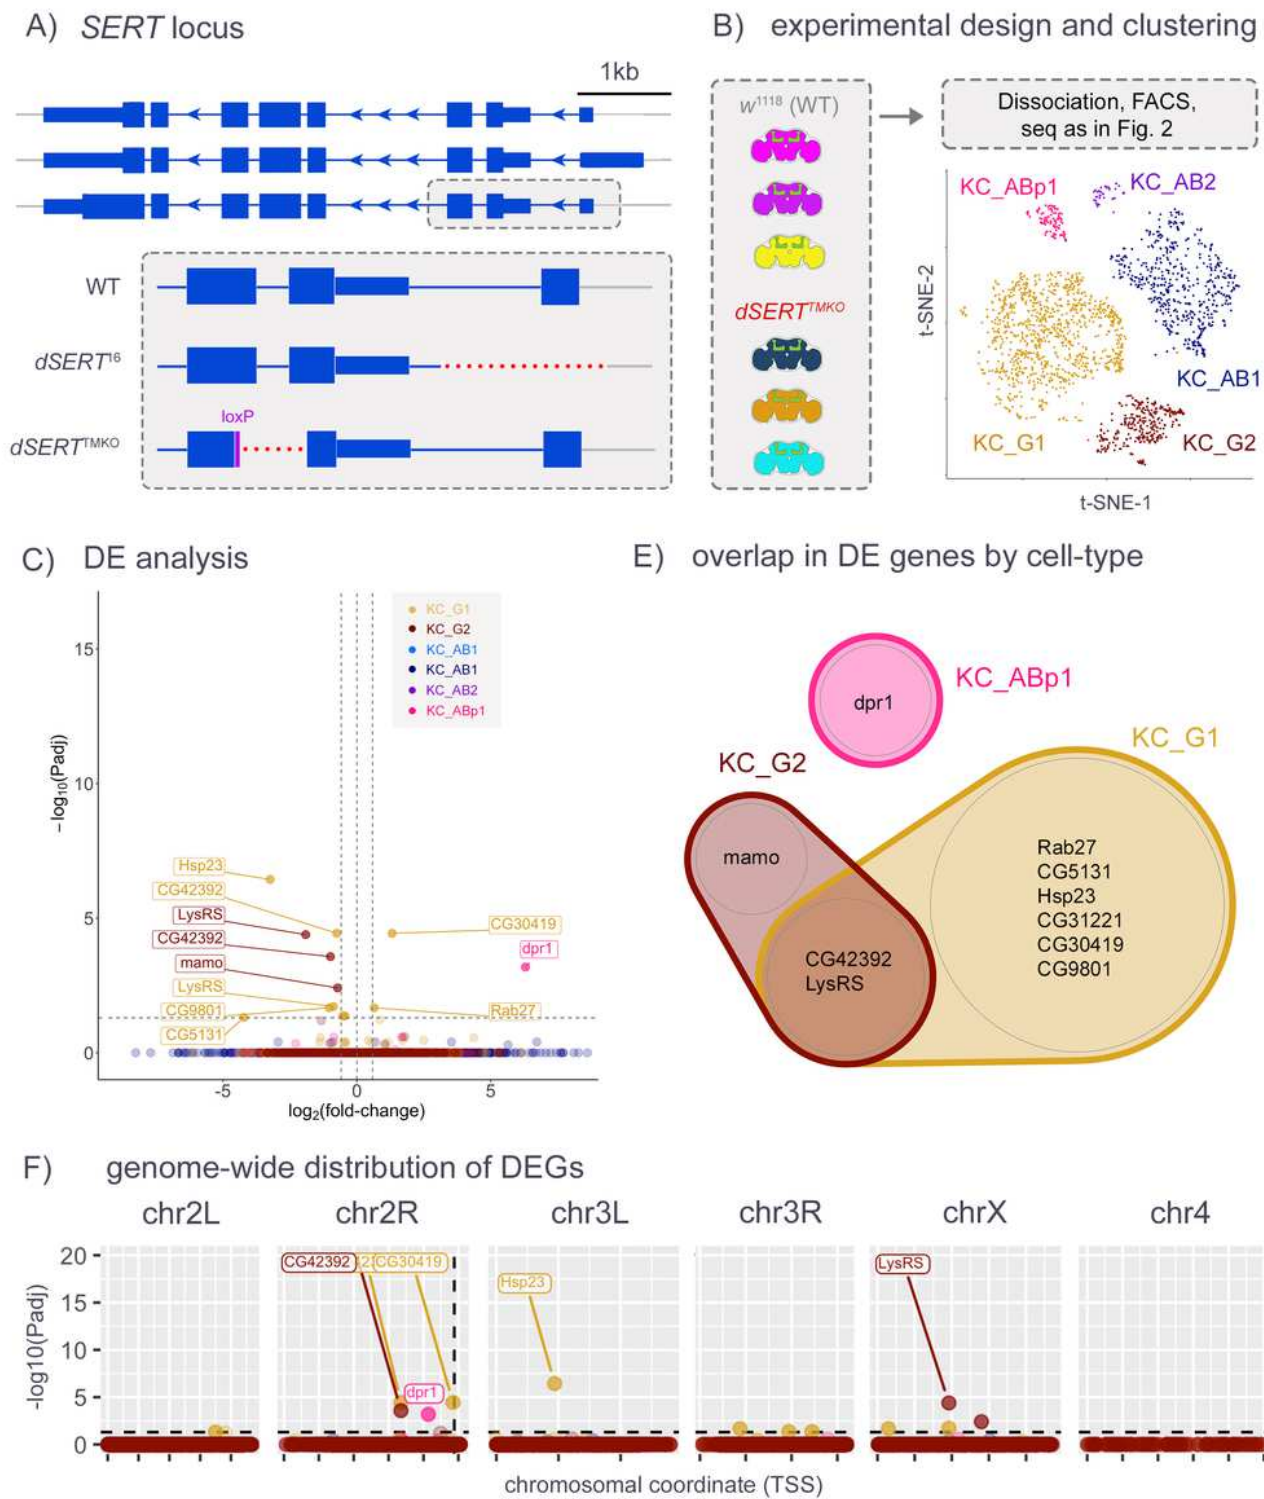 A) SERT locus
1kb
WT
dSERT16
loxP
dSERTTMKO
B) experimental design and clustering
w1118 (WT)
dSERTTMKO
Dissociation, FACS,
seq as in Fig. 2
KC_ABp1
KC_AB2
KC_AB1
KC_G1
KC_G2
t-SNE-2
t-SNE-1
C) DE analysis
KC_G1
KC_G2
KC_AB1
KC_AB1
KC_AB2
KC_ABp1
15
10
5
0
-log10(Padj)
Hsp23
CG42392
LysRS
CG42392
mamo
LysRS
CG9801
CG5131
CG30419
dpr1
Rab27
-5 0 5
log2(fold-change)
E) overlap in DE genes by cell-type
KC_ABp1
dpr1
KC_G1
KC_G2
mamo
CG42392
LysRS
Rab27
CG5131
Hsp23
CG31221
CG30419
CG9801
F) genome-wide distribution of DEGs
chr2L chr2R chr3L chr3R chrX chr4
20
15
10
5
0
-log10(Padj)
CG42392
CG30419
dpr1
Hsp23
LysRS
chromosomal coordinate (TSS)